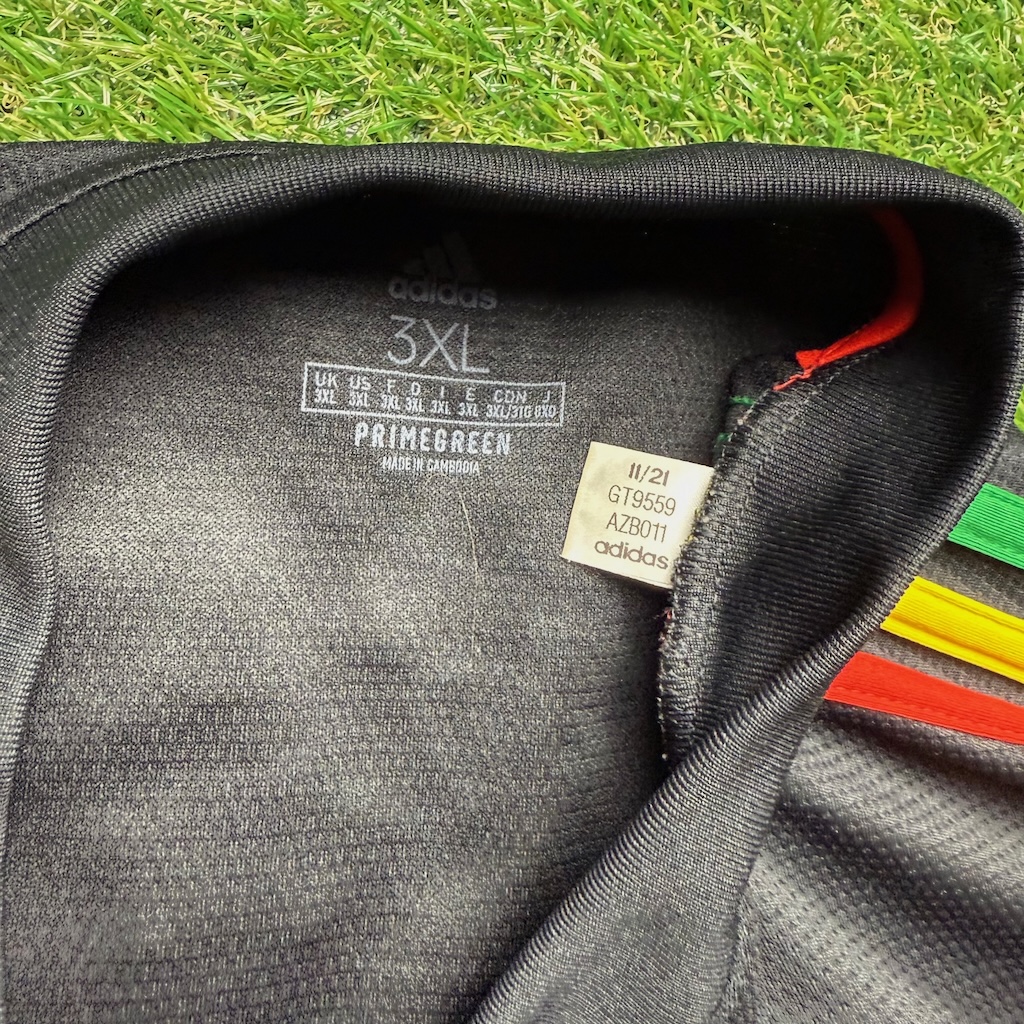 adidas
3XL
UK US F D I E CDN J
3XL 3XL 3XL 3XL 3XL 3XL 3XL/3TG 8XO
PRIMEGREEN
MADE IN CAMBODIA
11/21
GT9559
AZB011
adidas